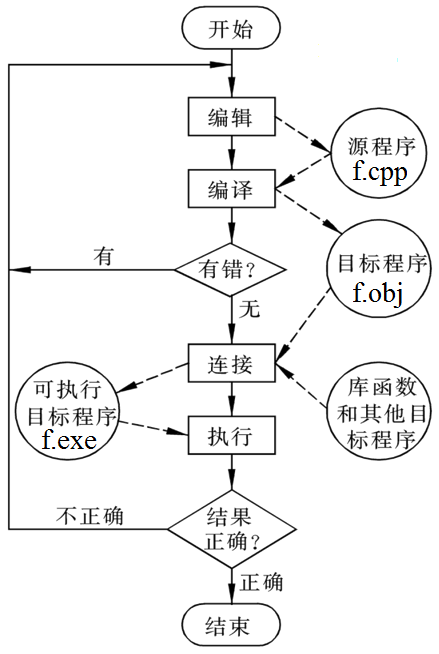 开始
编辑
源程序
f.cpp
编译
有
有错?
目标程序
f.obj
无
可执行
目标程序
f.exe
连接
库函数
和其他目
标程序
执行
不正确
结果
正确?
正确
结束